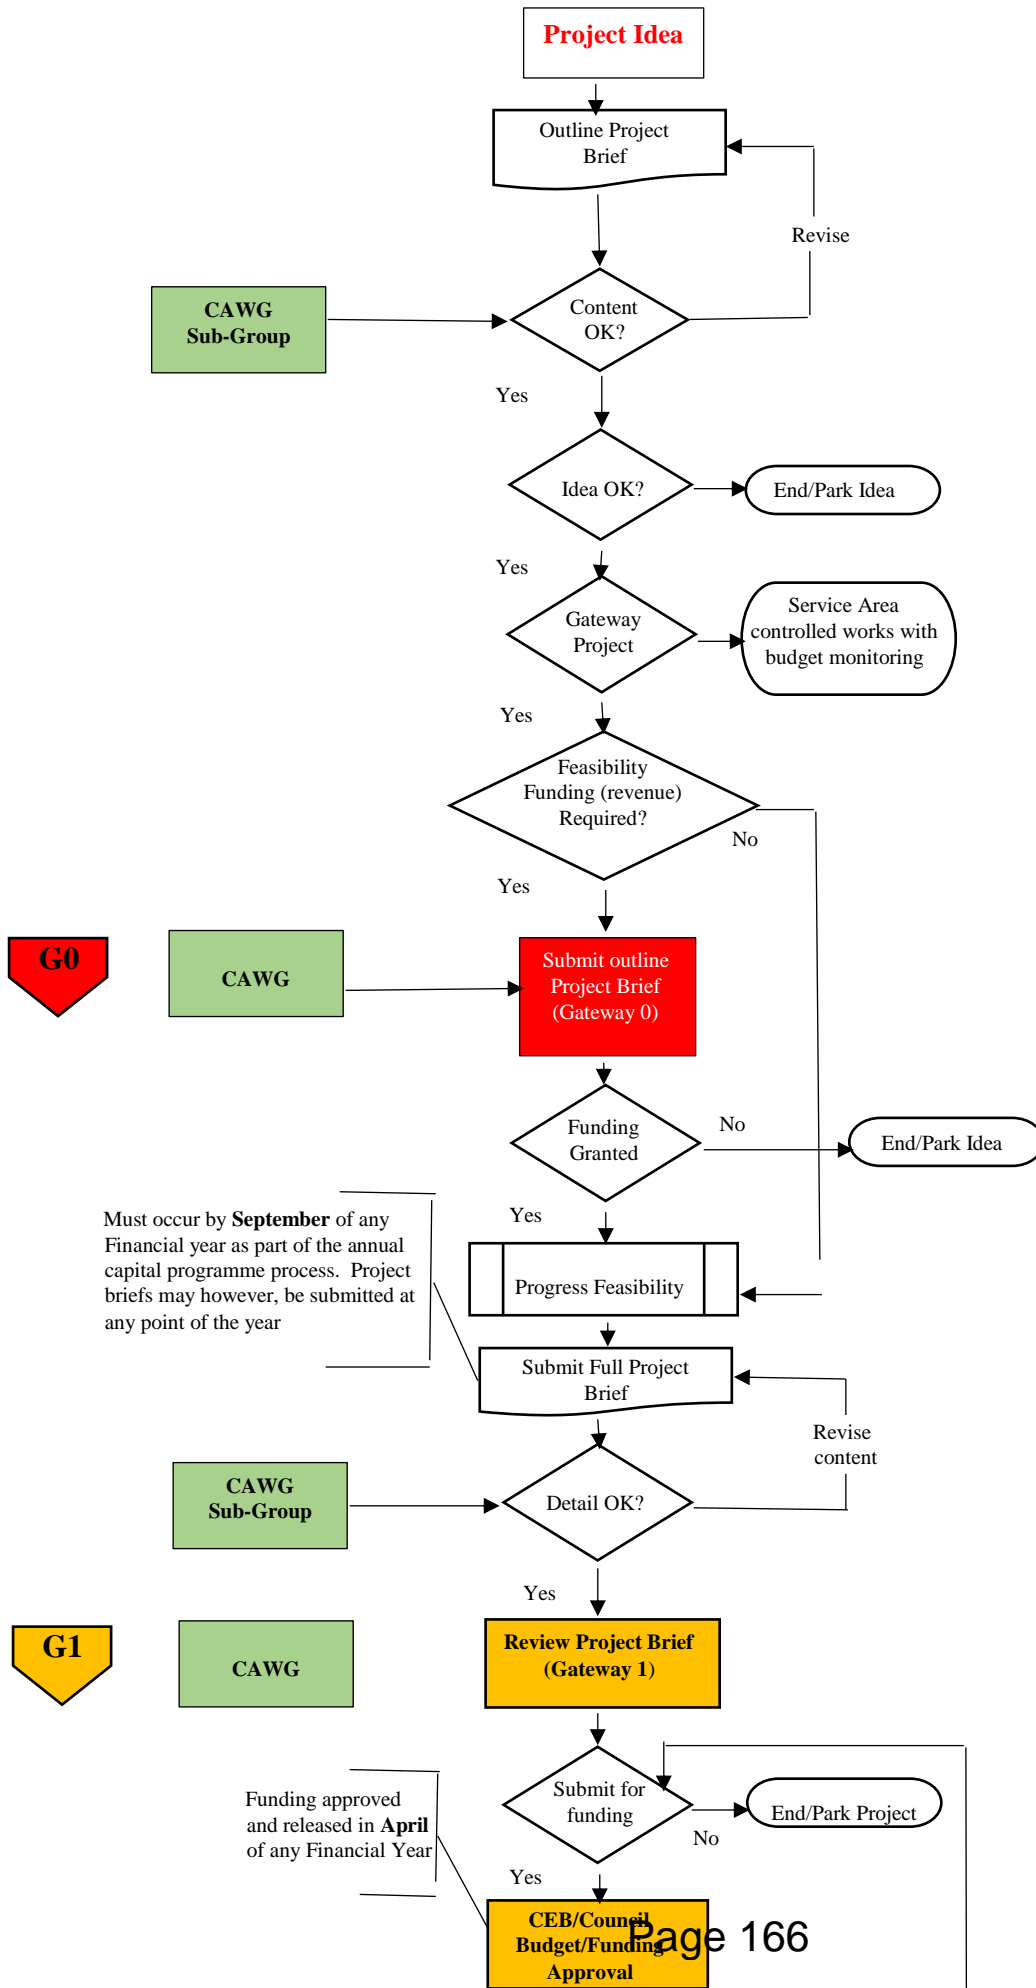 Project Idea
Outline Project
Brief
Revise
CAWG
Sub-Group
Content
OK?
Yes
Idea OK?
End/Park Idea
Yes
Gateway
Project
Service Area
controlled works with
budget monitoring
Yes
Feasibility
Funding (revenue)
Required?
No
Yes
G0
CAWG
Submit outline
Project Brief
(Gateway 0)
Funding
Granted
No
End/Park Idea
Yes
Must occur by September of any
Financial year as part of the annual
capital programme process.  Project
briefs may however, be submitted at
any point of the year
Progress Feasibility
Submit Full Project
Brief
Revise
content
CAWG
Sub-Group
Detail OK?
Yes
G1
CAWG
Review Project Brief
(Gateway 1)
Submit for
funding
End/Park Project
No
Funding approved
and released in April
of any Financial Year
Yes
CEB/Council
Budget/Funding
Approval
Page 166